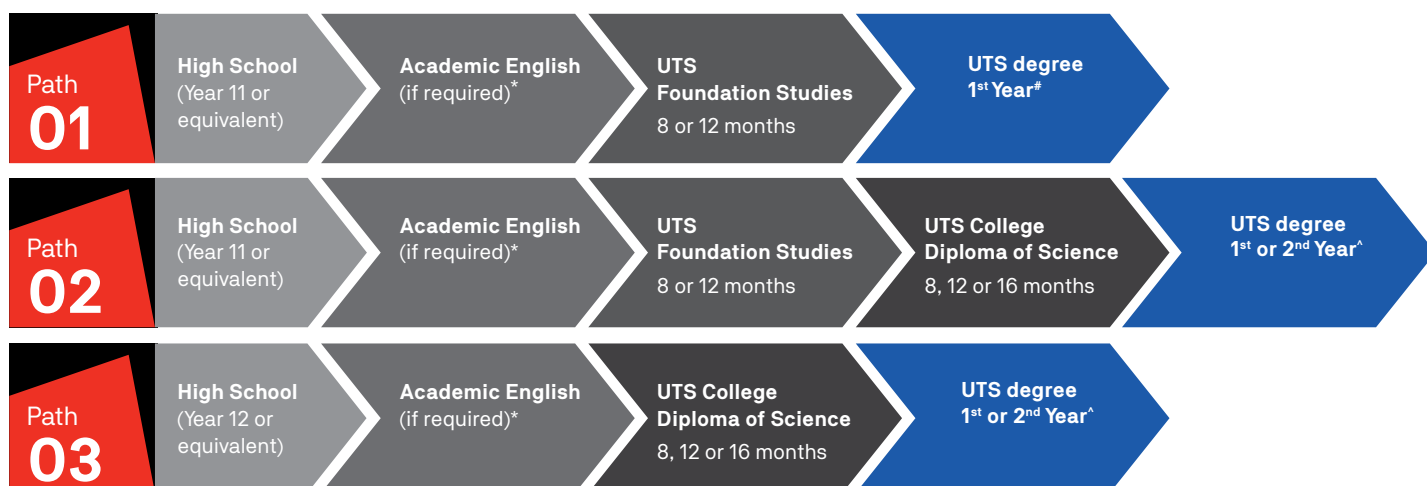 Path
01
High School
(Year 11 or
equivalent)
Academic English
(if required)*
UTS
Foundation Studies
8 or 12 months
UTS degree
1st Year#
Path
02
High School
(Year 11 or
equivalent)
Academic English
(if required)*
UTS
Foundation Studies
8 or 12 months
UTS College
Diploma of Science
8, 12 or 16 months
UTS degree
1st or 2nd Year^
Path
03
High School
(Year 12 or
equivalent)
Academic English
(if required)*
UTS College
Diploma of Science
8, 12 or 16 months
UTS degree
1st or 2nd Year^